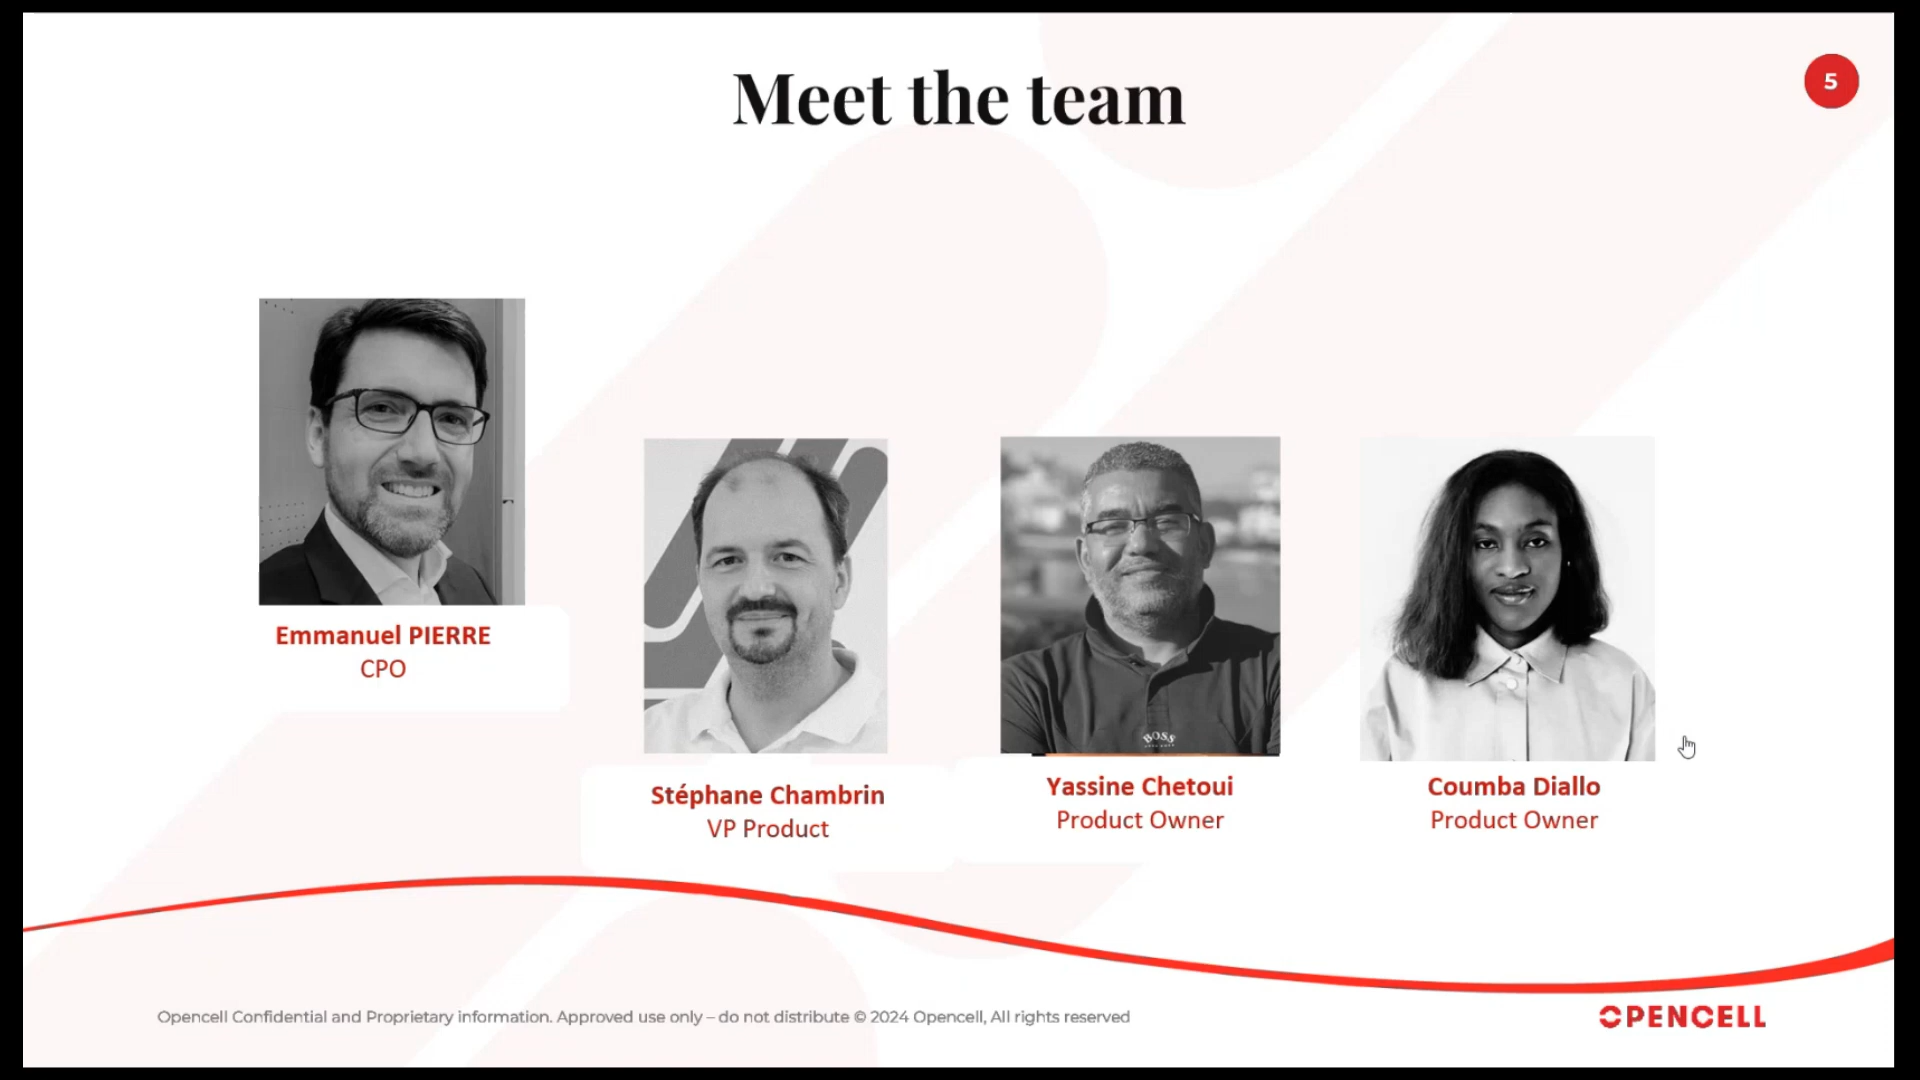 Meet the team
5
Emmanuel PIERRE
CPO
Stéphane Chambrin
VP Product
BOSS
Yassine Chetoui
Product Owner
Coumba Diallo
Product Owner
Opencell Confidential and Proprietary information. Approved use only – do not distribute © 2024 Opencell, All rights reserved
OPENCELL